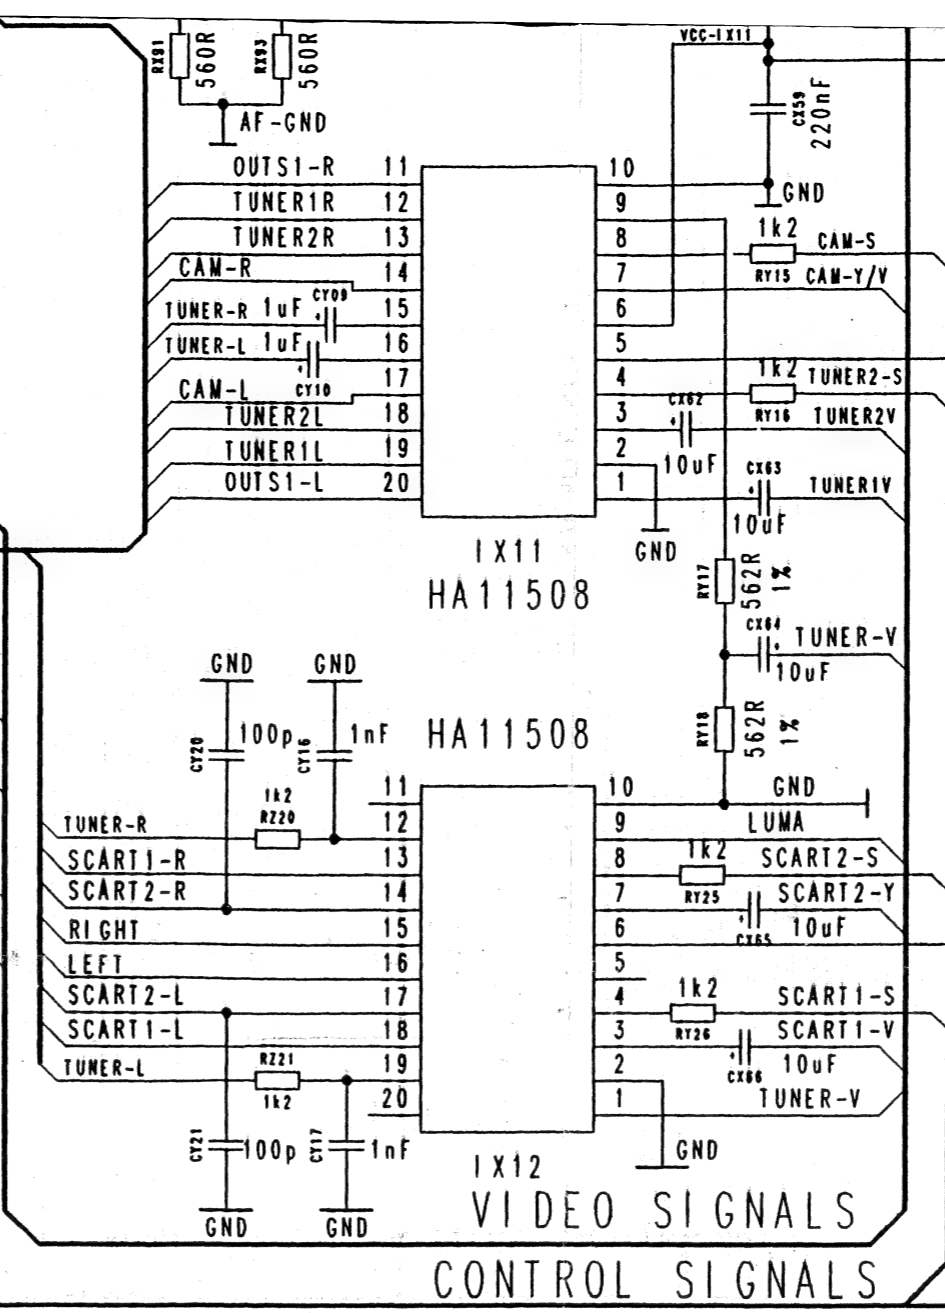 RX91
560R
RX93
560R
AF-GND
VCC-IX11
CX59
220nF
GND
OUTS1-R 11
TUNER1R 12
TUNER2R 13
CAM-R 14
TUNER-R 1uF CY09 15
TUNER-L 1uF CY10 16
CAM-L 17
TUNER2L 18
TUNER1L 19
OUTS1-L 20
10
9
8 1k2 RY15 CAM-S
7 CAM-Y/V
6
5
4 1k2 RY16 TUNER2-S
3 CX62 10uF TUNER2V
2
1 CX63 10uF TUNER1V
GND
IX11
HA11508
RY17
562R
1%
CX64
10uF
TUNER-V
RY18
562R
1%
GND
GND
CY20
100p
CY16
1nF
HA11508
11
TUNER-R 1k2 RZ20 12
SCART1-R 13
SCART2-R 14
RIGHT 15
LEFT 16
SCART2-L 17
SCART1-L 18
TUNER-L RZ21 1k2 19
20
10 GND
9 LUMA
8 1k2 RY25 SCART2-S
7 CX65 10uF SCART2-Y
6
5
4 1k2 RY26 SCART1-S
3 CX66 10uF SCART1-V
2
1 TUNER-V
GND
CY21
100p
CY17
1nF
GND
GND
IX12
VIDEO SIGNALS
CONTROL SIGNALS